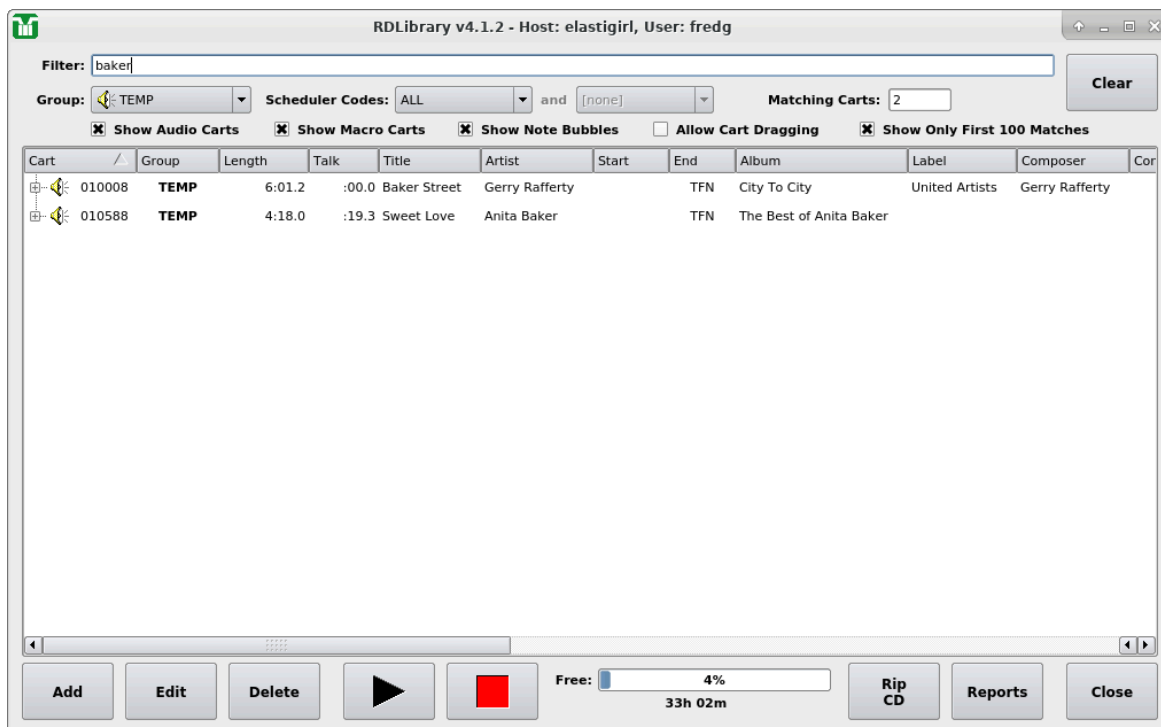 RDLibrary v4.1.2 - Host: elastigirl, User: fredg
Filter: baker
Clear
Group: TEMP Scheduler Codes: ALL and [none] Matching Carts: 2
Show Audio Carts Show Macro Carts Show Note Bubbles Allow Cart Dragging Show Only First 100 Matches
Cart Group Length Talk Title Artist Start End Album Label Composer Cor
010008 TEMP 6:01.2 :00.0 Baker Street Gerry Rafferty TFN City To City United Artists Gerry Rafferty
010588 TEMP 4:18.0 :19.3 Sweet Love Anita Baker TFN The Best of Anita Baker
Add Edit Delete Free: 4% Rip CD Reports Close
33h 02m